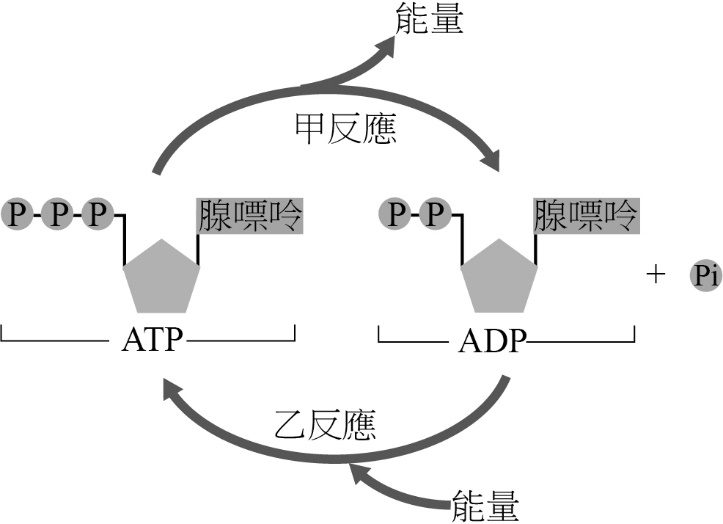 能量
甲反應
P-P-P 腺嘌呤
P-P 腺嘌呤
+ Pi
ATP
ADP
乙反應
能量